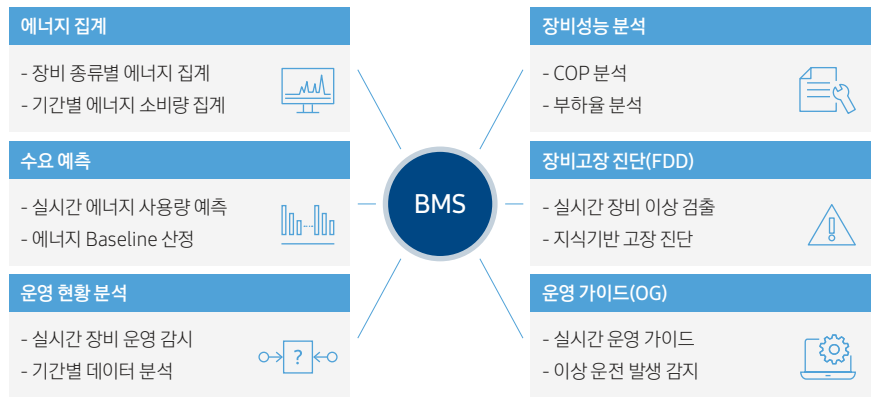 에너지 집계
- 장비 종류별 에너지 집계
- 기간별 에너지 소비량 집계
수요 예측
- 실시간 에너지 사용량 예측
- 에너지 Baseline 산정
운영 현황 분석
- 실시간 장비 운영 감시
- 기간별 데이터 분석
?
BMS
장비성능 분석
- COP 분석
- 부하율 분석
장비고장 진단(FDD)
- 실시간 장비 이상 검출
- 지식기반 고장 진단
운영 가이드(OG)
- 실시간 운영 가이드
- 이상 운전 발생 감지